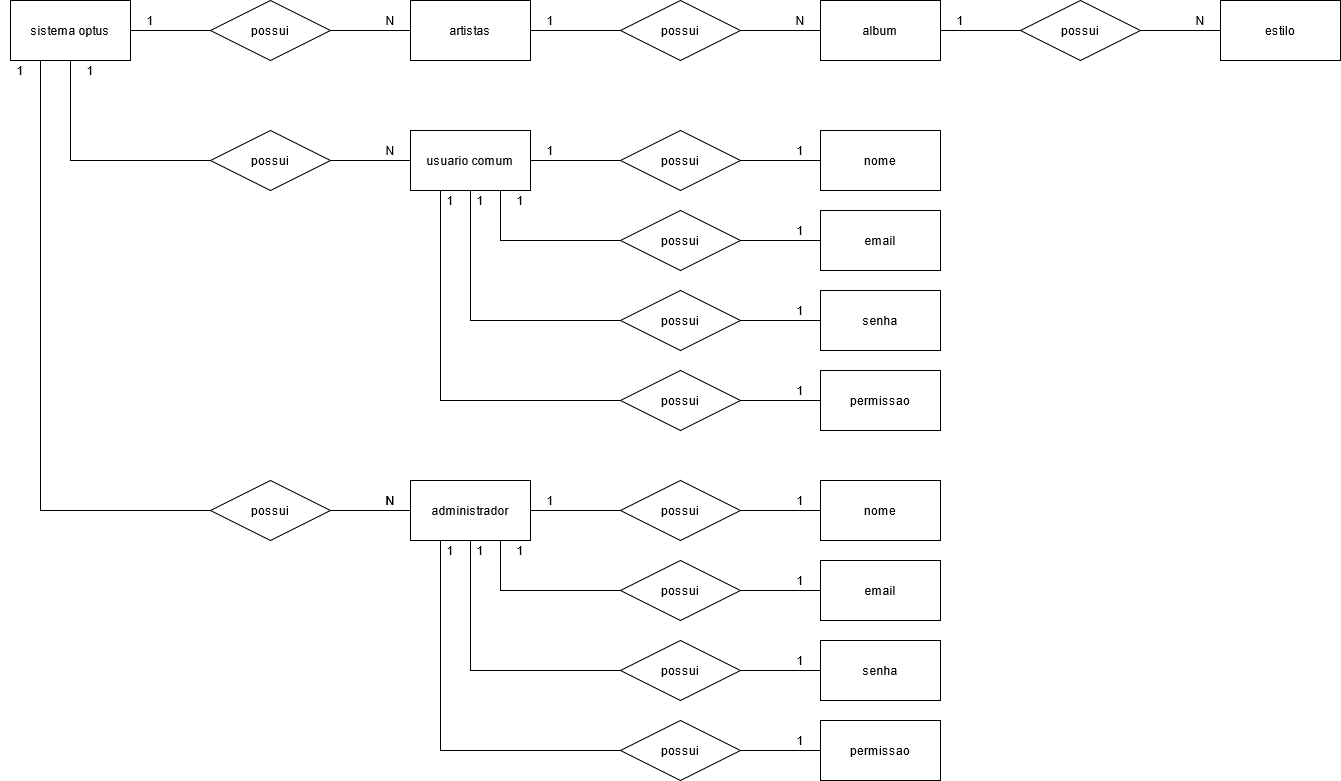 sistema optus 1 possui N artistas 1 possui N album 1 possui N estilo
1 1
possui N usuario comum 1 possui 1 nome
1 1 1
possui 1 email
possui 1 senha
possui 1 permissao
possui N administrador 1 possui 1 nome
1 1 1
possui 1 email
possui 1 senha
possui 1 permissao